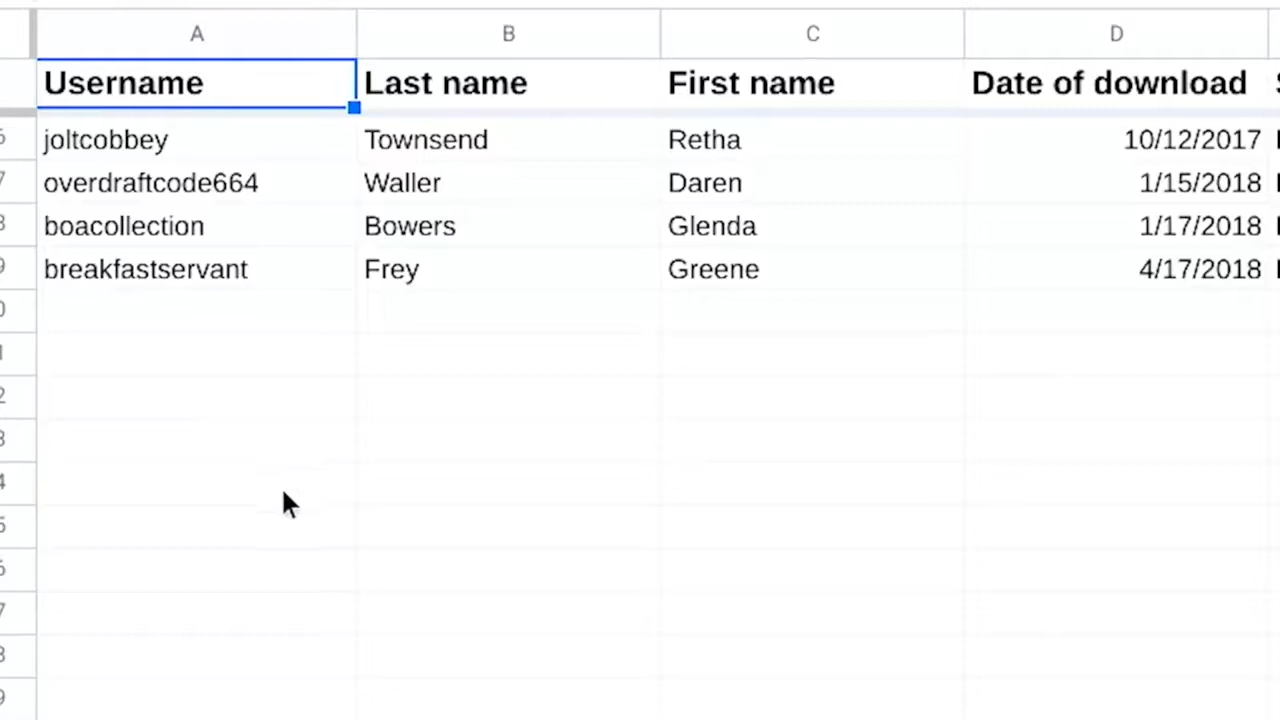 A B C D
Username Last name First name Date of download
joltcobbey Townsend Retha 10/12/2017
overdraftcode664 Waller Daren 1/15/2018
boacollection Bowers Glenda 1/17/2018
breakfastservant Frey Greene 4/17/2018